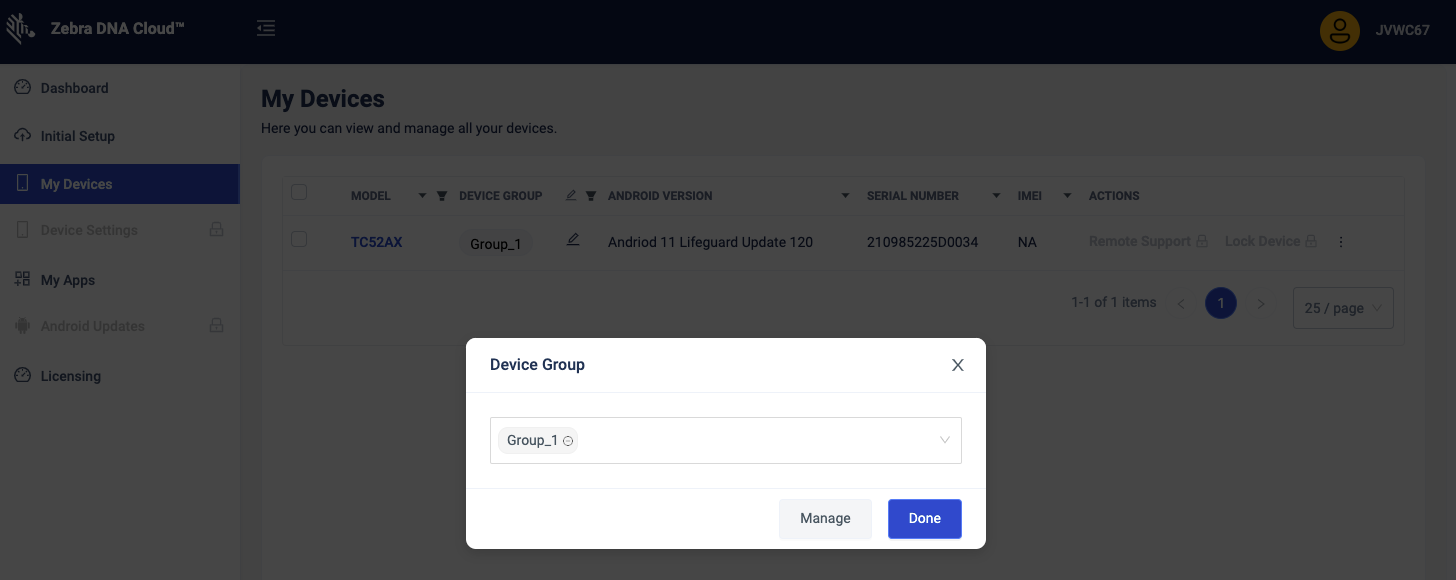 Zebra DNA Cloud™
JVWC67
Dashboard
Initial Setup
My Devices
Device Settings
My Apps
Android Updates
Licensing
My Devices
Here you can view and manage all your devices.
MODEL DEVICE GROUP ANDROID VERSION SERIAL NUMBER IMEI ACTIONS
TC52AX Group_1 Andriod 11 Lifeguard Update 120 210985225D0034 NA Remote Support Lock Device
1-1 of 1 items < 1 > 25 / page
Device Group X
Group_1
Manage Done